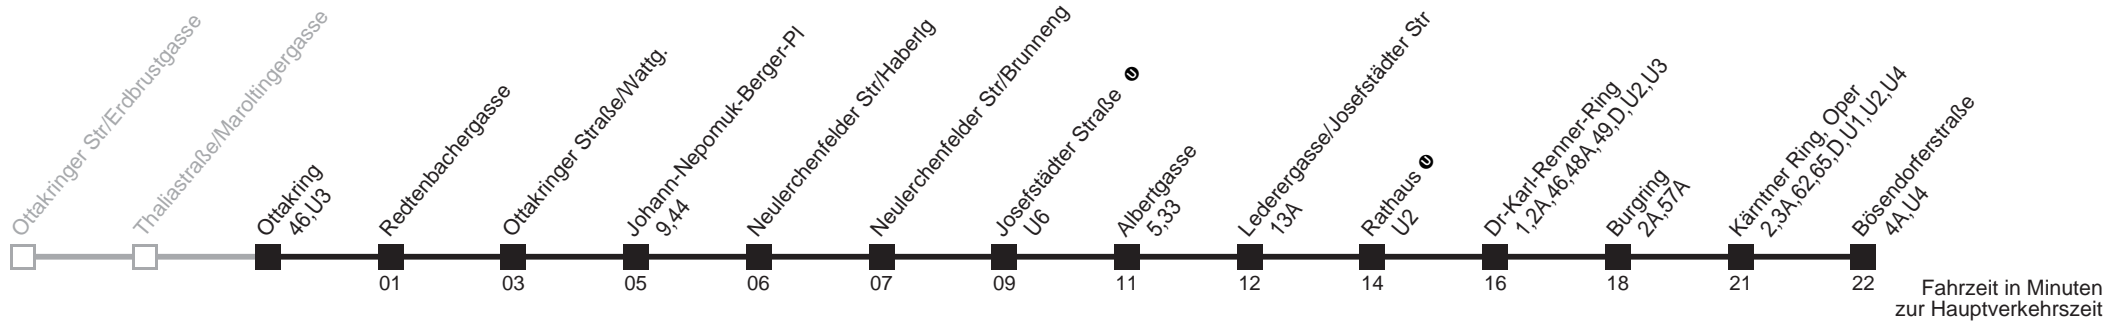 Ottakringer Str/Erdbrustgasse
Thaliastraße/Maroltingergasse
Ottakring
46,U3
Redtenbachergasse
01
Ottakringer Straße/Wattg.
03
Johann-Nepomuk-Berger-Pl
9,44
05
Neulerchenfelder Str/Haberlg
06
Neulerchenfelder Str/Brunneng
07
Josefstädter Straße U
U6
09
Albertgasse
5,33
11
Lederergasse/Josefstädter Str
13A
12
Rathaus U
U2
14
Dr-Karl-Renner-Ring
1,2A,46,48A,49,D,U2,U3
16
Burgring
2A,57A
18
Kärntner Ring, Oper
2,3A,62,65,D,U1,U2,U4
21
Bösendorferstraße
4A,U4
22
Fahrzeit in Minuten
zur Hauptverkehrszeit